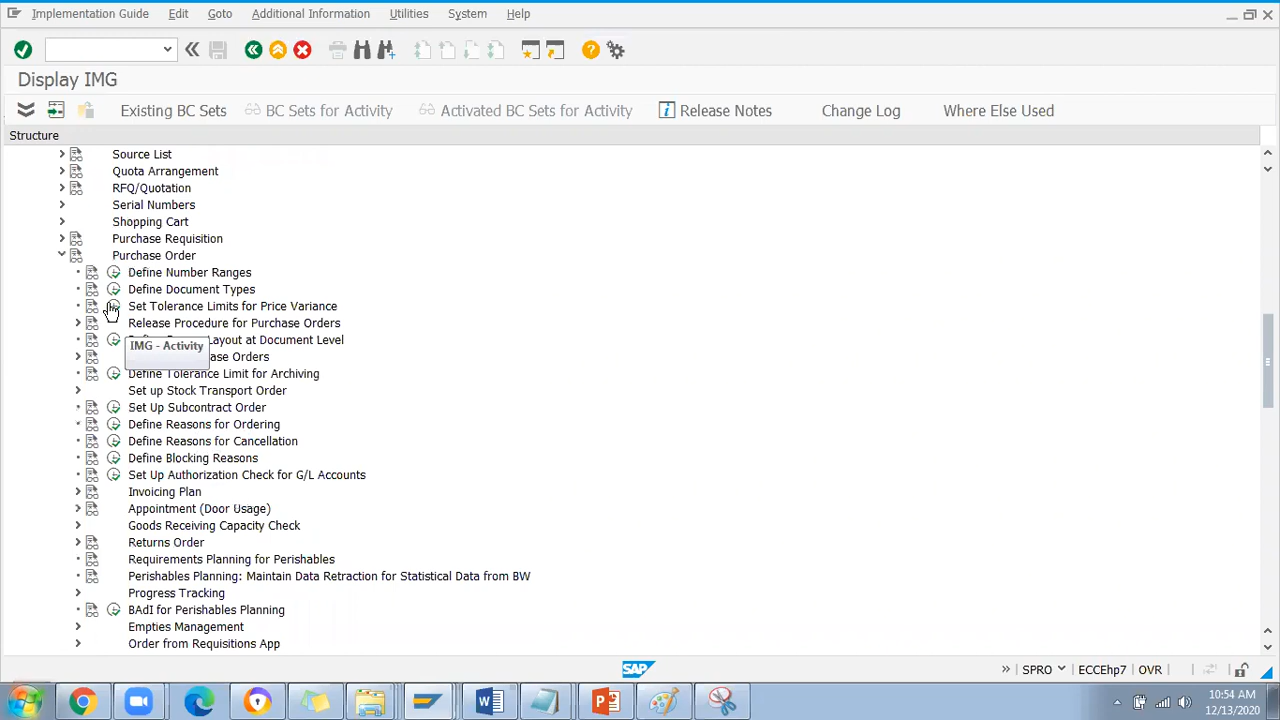 Implementation Guide Edit Goto Additional Information Utilities System Help
Display IMG
Existing BC Sets BC Sets for Activity Activated BC Sets for Activity i Release Notes Change Log Where Else Used
Structure
Source List
Quota Arrangement
RFQ/Quotation
Serial Numbers
Shopping Cart
Purchase Requisition
Purchase Order
Define Number Ranges
Define Document Types
Set Tolerance Limits for Price Variance
Release Procedure for Purchase Orders
Layout at Document Level
IMG - Activity
Orders
Define Tolerance Limit for Archiving
Set up Stock Transport Order
Set Up Subcontract Order
Define Reasons for Ordering
Define Reasons for Cancellation
Define Blocking Reasons
Set Up Authorization Check for G/L Accounts
Invoicing Plan
Appointment (Door Usage)
Goods Receiving Capacity Check
Returns Order
Requirements Planning for Perishables
Perishables Planning: Maintain Data Retraction for Statistical Data from BW
Progress Tracking
BAdI for Perishables Planning
Empties Management
Order from Requisitions App
SAP
SPRO ECCEhp7 OVR
10:54 AM
12/13/2020